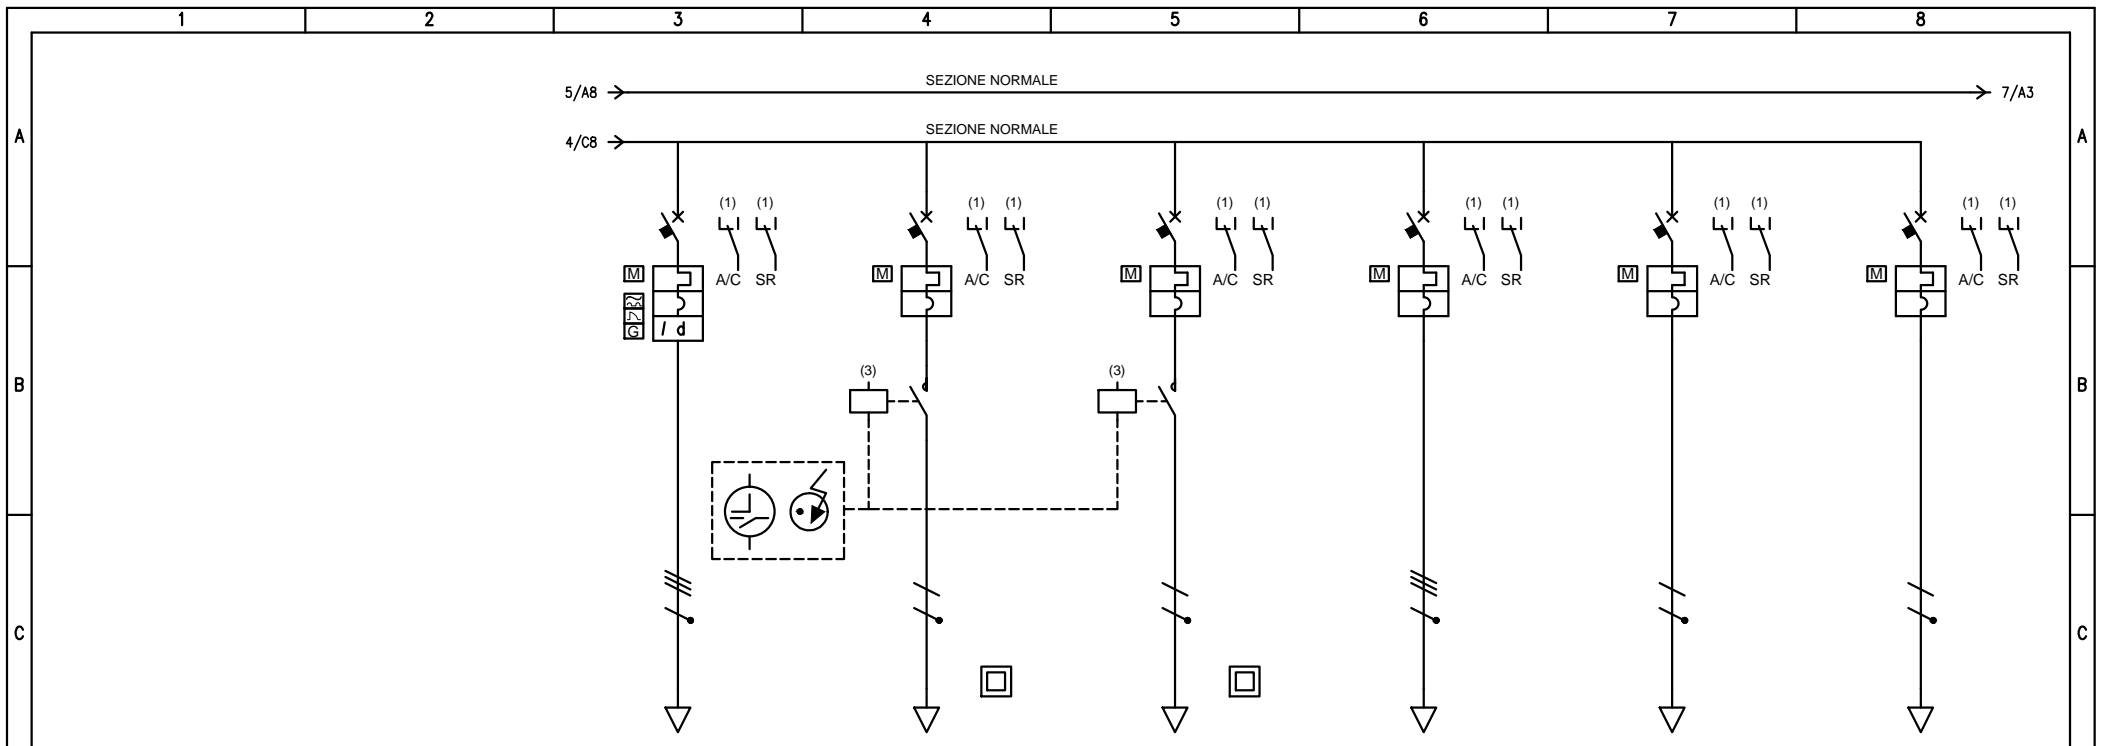 1 2 3 4 5 6 7 8
SEZIONE NORMALE
5/A8 7/A3
A A
SEZIONE NORMALE
4/C8
(1) (1) (1) (1) (1) (1) (1) (1) (1) (1) (1) (1)
M A/C SR M A/C SR M A/C SR M A/C SR M A/C SR M A/C SR
G I d
(3) (3)
B B
C C